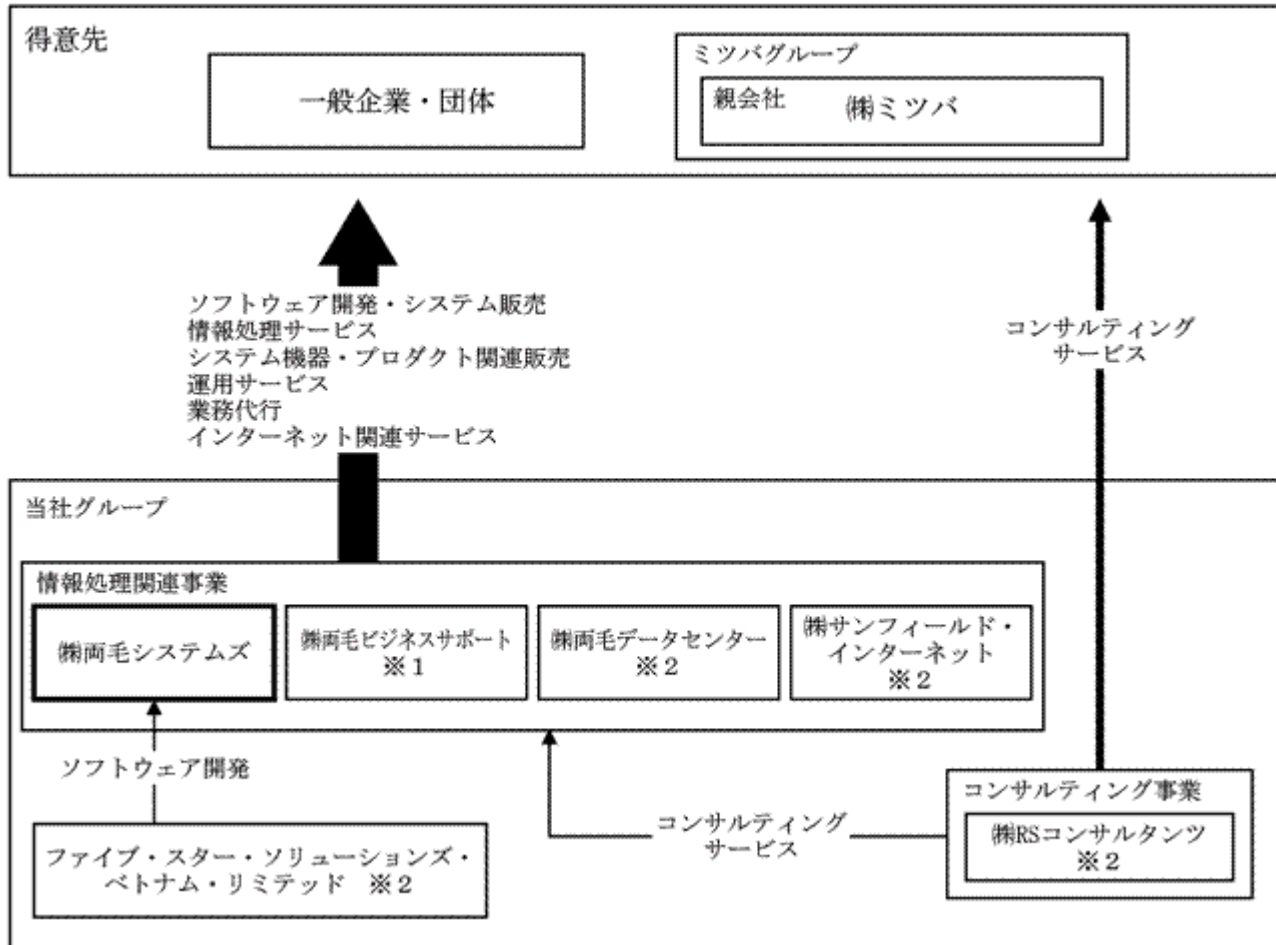 得意先
一般企業・団体
ミツバグループ
親会社
㈱ミツバ
ソフトウェア開発・システム販売
情報処理サービス
システム機器・プロダクト関連販売
運用サービス
業務代行
インターネット関連サービス
コンサルティング
サービス
当社グループ
情報処理関連事業
㈱両毛システムズ
㈱両毛ビジネスサポート
※1
㈱両毛データセンター
※2
㈱サンフィールド・
インターネット
※2
ソフトウェア開発
ファイブ・スター・ソリューションズ・
ベトナム・リミテッド ※2
コンサルティング
サービス
コンサルティング事業
㈱RSコンサルタンツ
※2